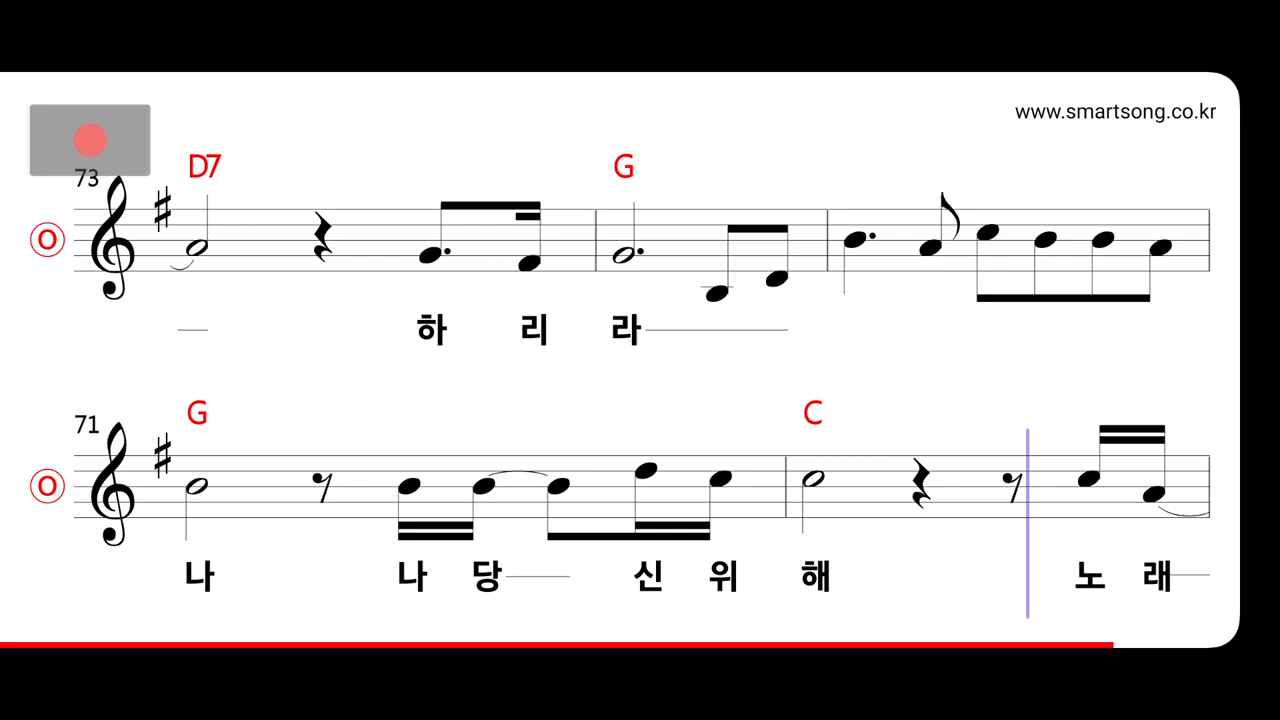 www.smartsong.co.kr
73 D7 G
O
하 리 라
71 G C
O
나 나 당 신 위 해 노 래